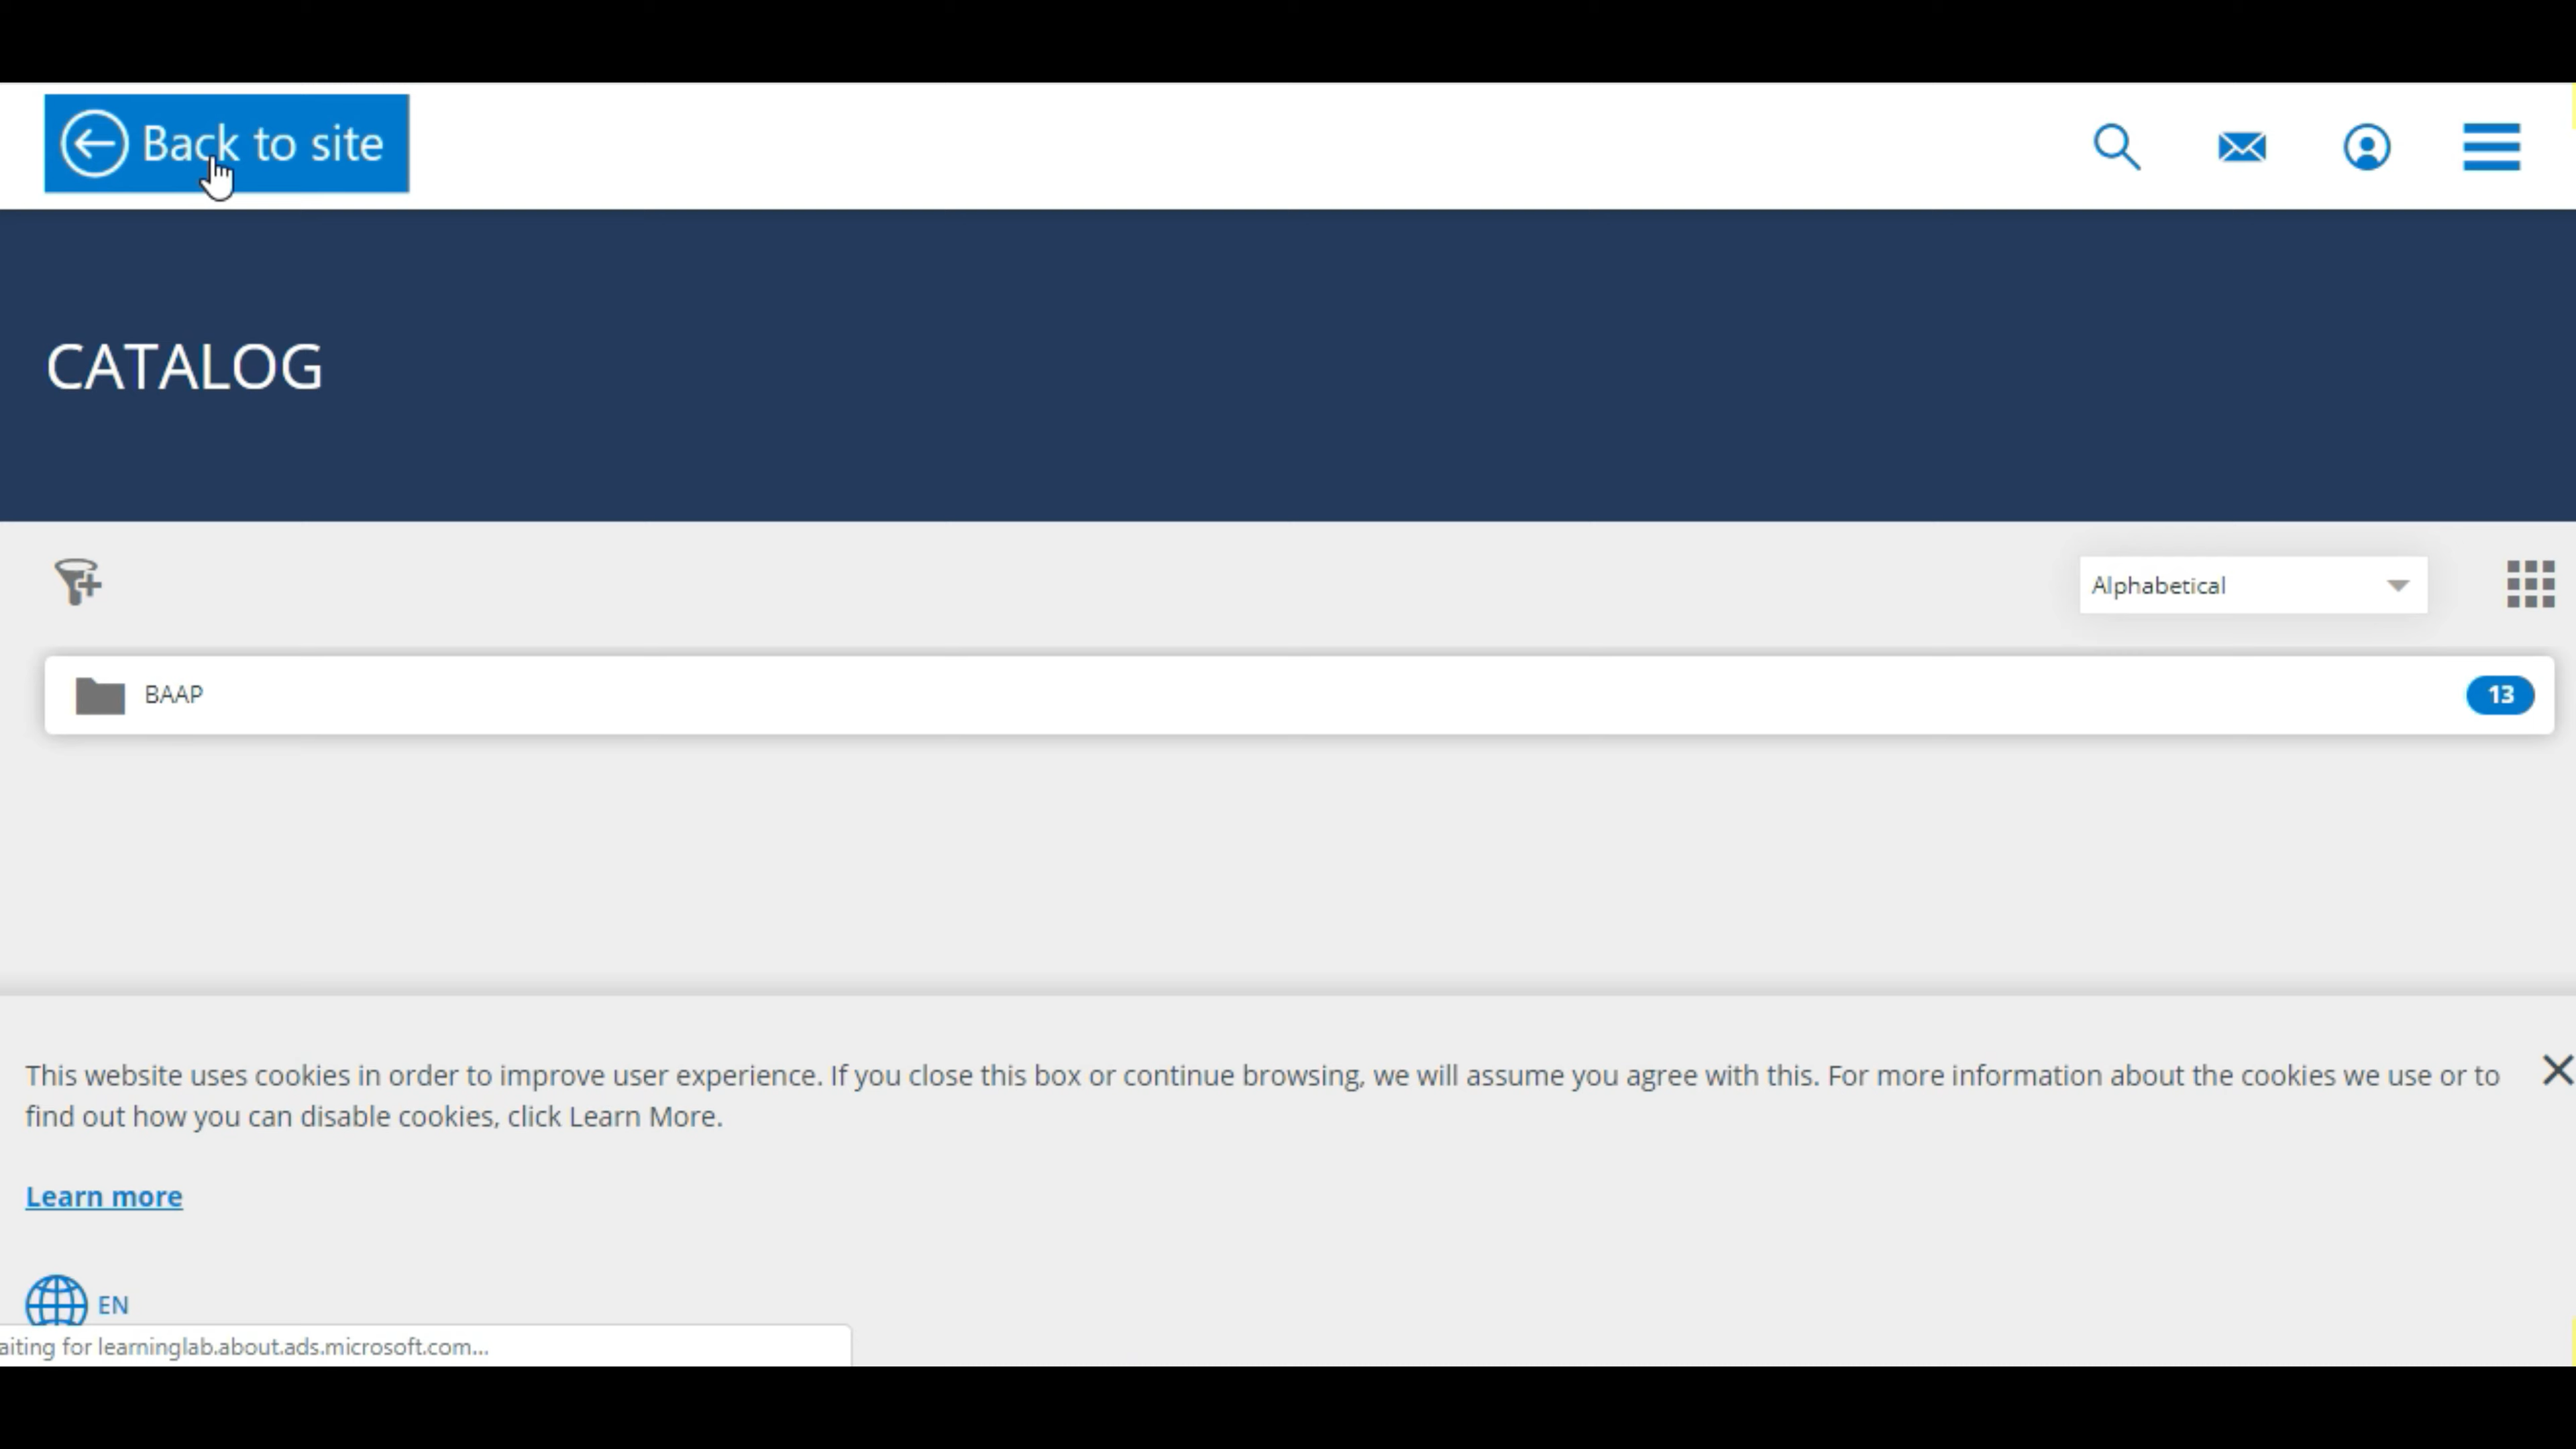 Back to site
CATALOG
Alphabetical
BAAP
13
This website uses cookies in order to improve user experience. If you close this box or continue browsing, we will assume you agree with this. For more information about the cookies we use or to
find out how you can disable cookies, click Learn More.
Learn more
EN
aiting for learninglab.about.ads.microsoft.com...